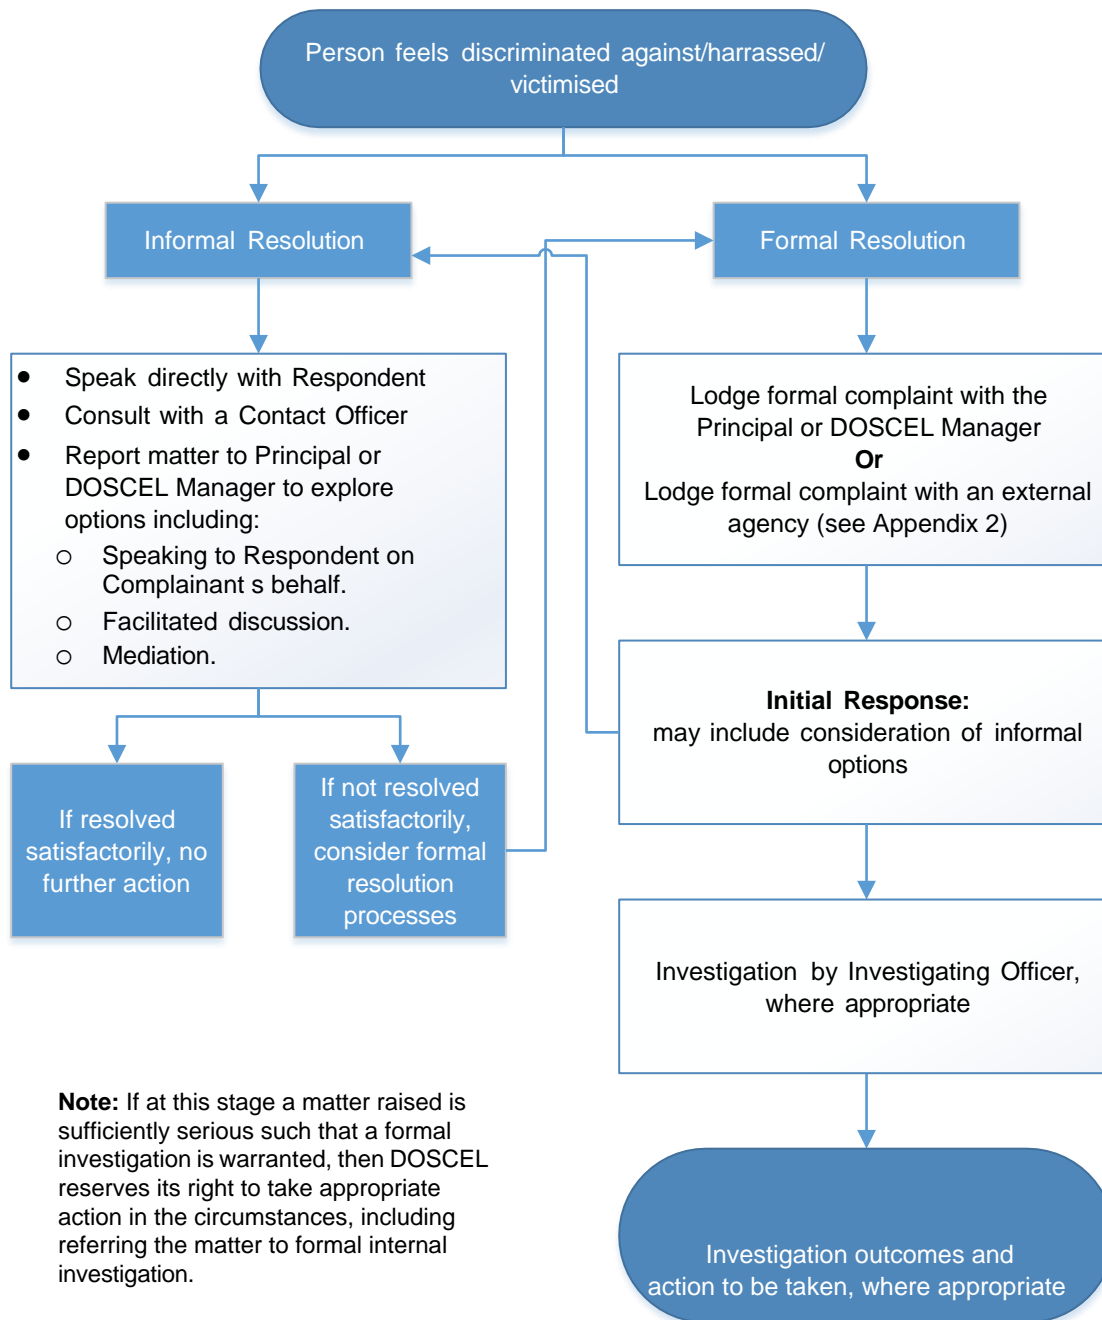 Person feels discriminated against/harrassed/
victimised
Informal Resolution
Formal Resolution
• Speak directly with Respondent
• Consult with a Contact Officer
• Report matter to Principal or
DOSCEL Manager to explore
options including:
o Speaking to Respondent on
Complainant s behalf.
o Facilitated discussion.
o Mediation.
Lodge formal complaint with the
Principal or DOSCEL Manager
Or
Lodge formal complaint with an external
agency (see Appendix 2)
Initial Response:
may include consideration of informal
options
If resolved
satisfactorily, no
further action
If not resolved
satisfactorily,
consider formal
resolution
processes
Investigation by Investigating Officer,
where appropriate
Note: If at this stage a matter raised is
sufficiently serious such that a formal
investigation is warranted, then DOSCEL
reserves its right to take appropriate
action in the circumstances, including
referring the matter to formal internal
investigation.
Investigation outcomes and
action to be taken, where appropriate